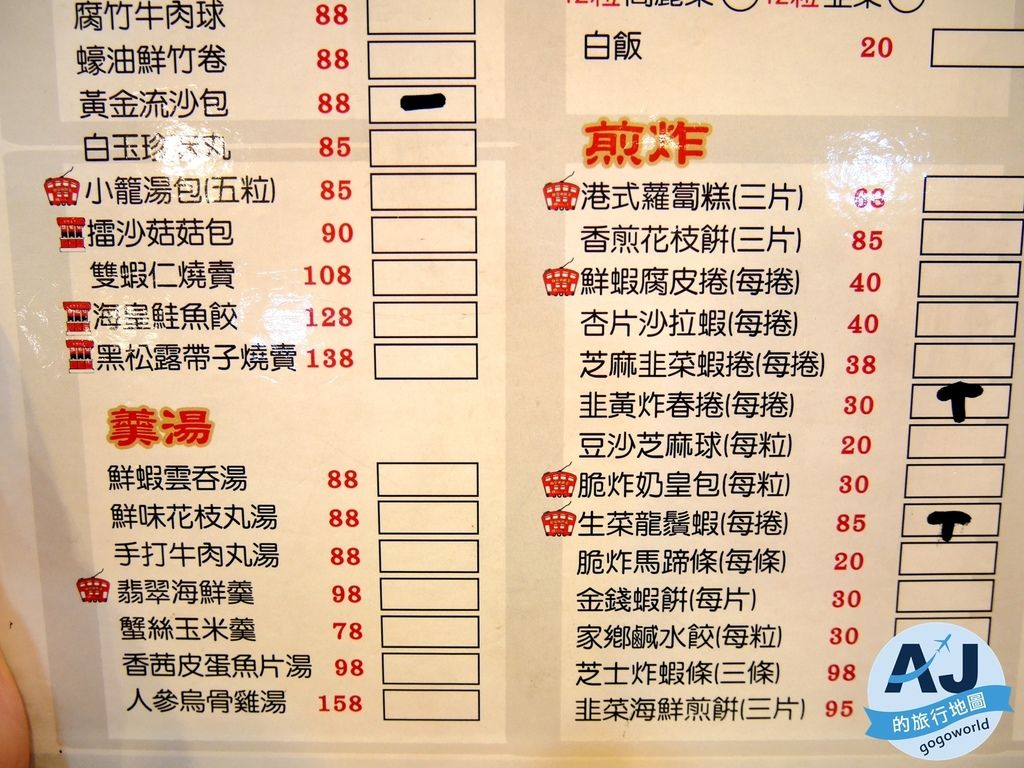 腐竹牛肉球 88
蠔油鮮竹卷 88
黃金流沙包 88
白玉珍珠丸 85
小籠湯包(五粒) 85
擂沙菇菇包 90
雙蝦仁燒賣 108
海皇鮭魚餃 128
黑松露帶子燒賣 138
羹湯
鮮蝦雲吞湯 88
鮮味花枝丸湯 88
手打牛肉丸湯 88
翡翠海鮮羹 98
蟹絲玉米羹 78
香茜皮蛋魚片湯 98
人參烏骨雞湯 158
白飯 20
煎炸
港式蘿蔔糕(三片) 68
香煎花枝餅(三片) 85
鮮蝦腐皮捲(每捲) 40
杏片沙拉蝦(每捲) 40
芝麻韭菜蝦捲(每捲) 38
韭黃炸春捲(每捲) 30
豆沙芝麻球(每粒) 20
脆炸奶皇包(每粒) 30
生菜龍鬚蝦(每捲) 85
脆炸馬蹄條(每條) 20
金錢蝦餅(每片) 30
家鄉鹹水餃(每粒) 30
芝士炸蝦條(三條) 98
韭菜海鮮煎餅(三片) 95
AJ
的旅行地圖
gogoworld